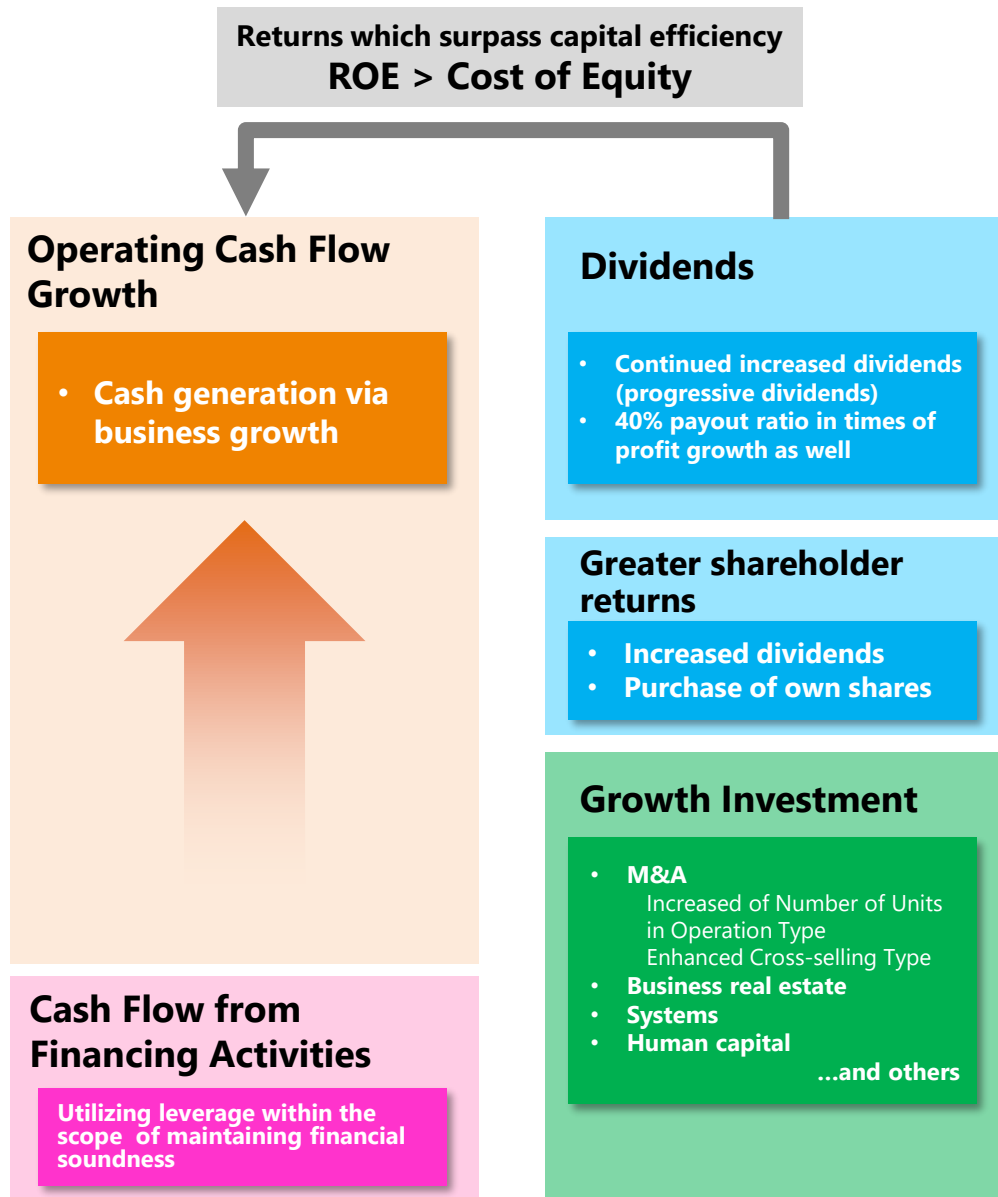 Returns which surpass capital efficiency
ROE > Cost of Equity
Operating Cash Flow
Growth
• Cash generation via
business growth
Cash Flow from
Financing Activities
Utilizing leverage within the
scope of maintaining financial
soundness
Dividends
• Continued increased dividends
(progressive dividends)
• 40% payout ratio in times of
profit growth as well
Greater shareholder
returns
• Increased dividends
• Purchase of own shares
Growth Investment
• M&A
Increased of Number of Units
in Operation Type
Enhanced Cross-selling Type
• Business real estate
• Systems
• Human capital
...and others